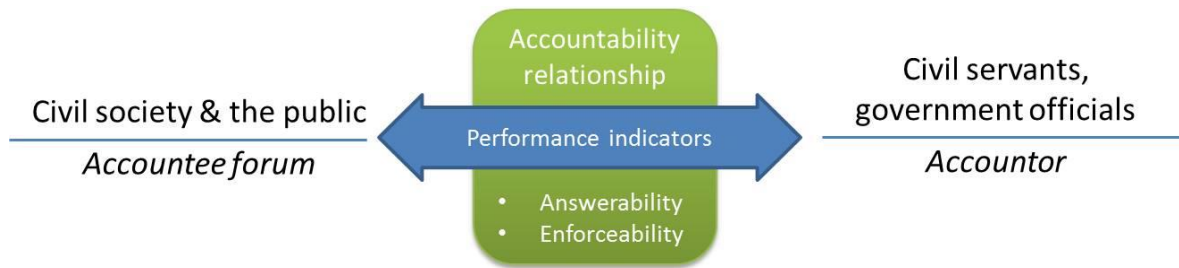 Civil society & the public
Accountee forum
Accountability
relationship
Performance indicators
• Answerability
• Enforceability
Civil servants,
government officials
Accountor